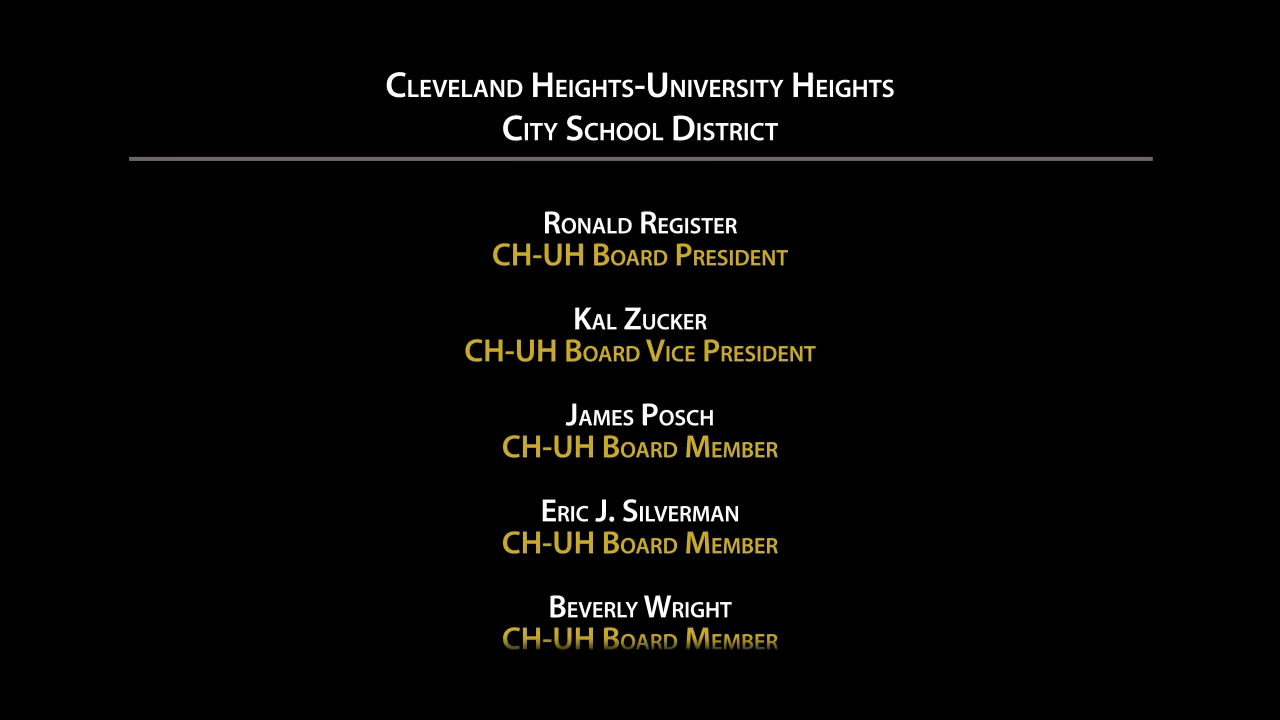 Cleveland Heights-University Heights
City School District
Ronald Register
CH-UH Board President
Kal Zucker
CH-UH Board Vice President
James Posch
CH-UH Board Member
Eric J. Silverman
CH-UH Board Member
Beverly Wright
CH-UH Board Member